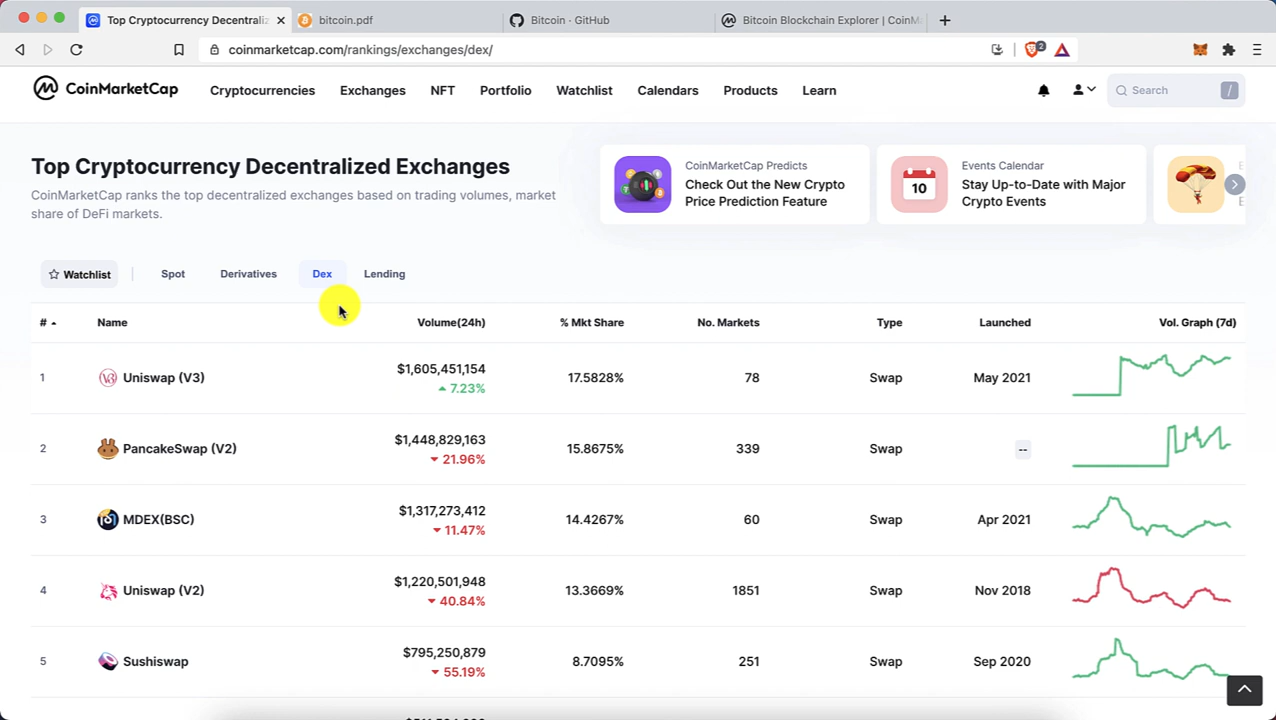 Top Cryptocurrency Decentraliz
bitcoin.pdf
Bitcoin · GitHub
Bitcoin Blockchain Explorer | CoinM
coinmarketcap.com/rankings/exchanges/dex/
2
CoinMarketCap
Cryptocurrencies
Exchanges
NFT
Portfolio
Watchlist
Calendars
Products
Learn
Search
/
Top Cryptocurrency Decentralized Exchanges
CoinMarketCap ranks the top decentralized exchanges based on trading volumes, market
share of DeFi markets.
CoinMarketCap Predicts
Check Out the New Crypto
Price Prediction Feature
10
Events Calendar
Stay Up-to-Date with Major
Crypto Events
Watchlist
Spot
Derivatives
Dex
Lending
# Name Volume(24h) % Mkt Share No. Markets Type Launched Vol. Graph (7d)
1 Uniswap (V3) $1,605,451,154 17.5828% 78 Swap May 2021
7.23%
2 PancakeSwap (V2) $1,448,829,163 15.8675% 339 Swap --
21.96%
3 MDEX(BSC) $1,317,273,412 14.4267% 60 Swap Apr 2021
11.47%
4 Uniswap (V2) $1,220,501,948 13.3669% 1851 Swap Nov 2018
40.84%
5 Sushiswap $795,250,879 8.7095% 251 Swap Sep 2020
55.19%